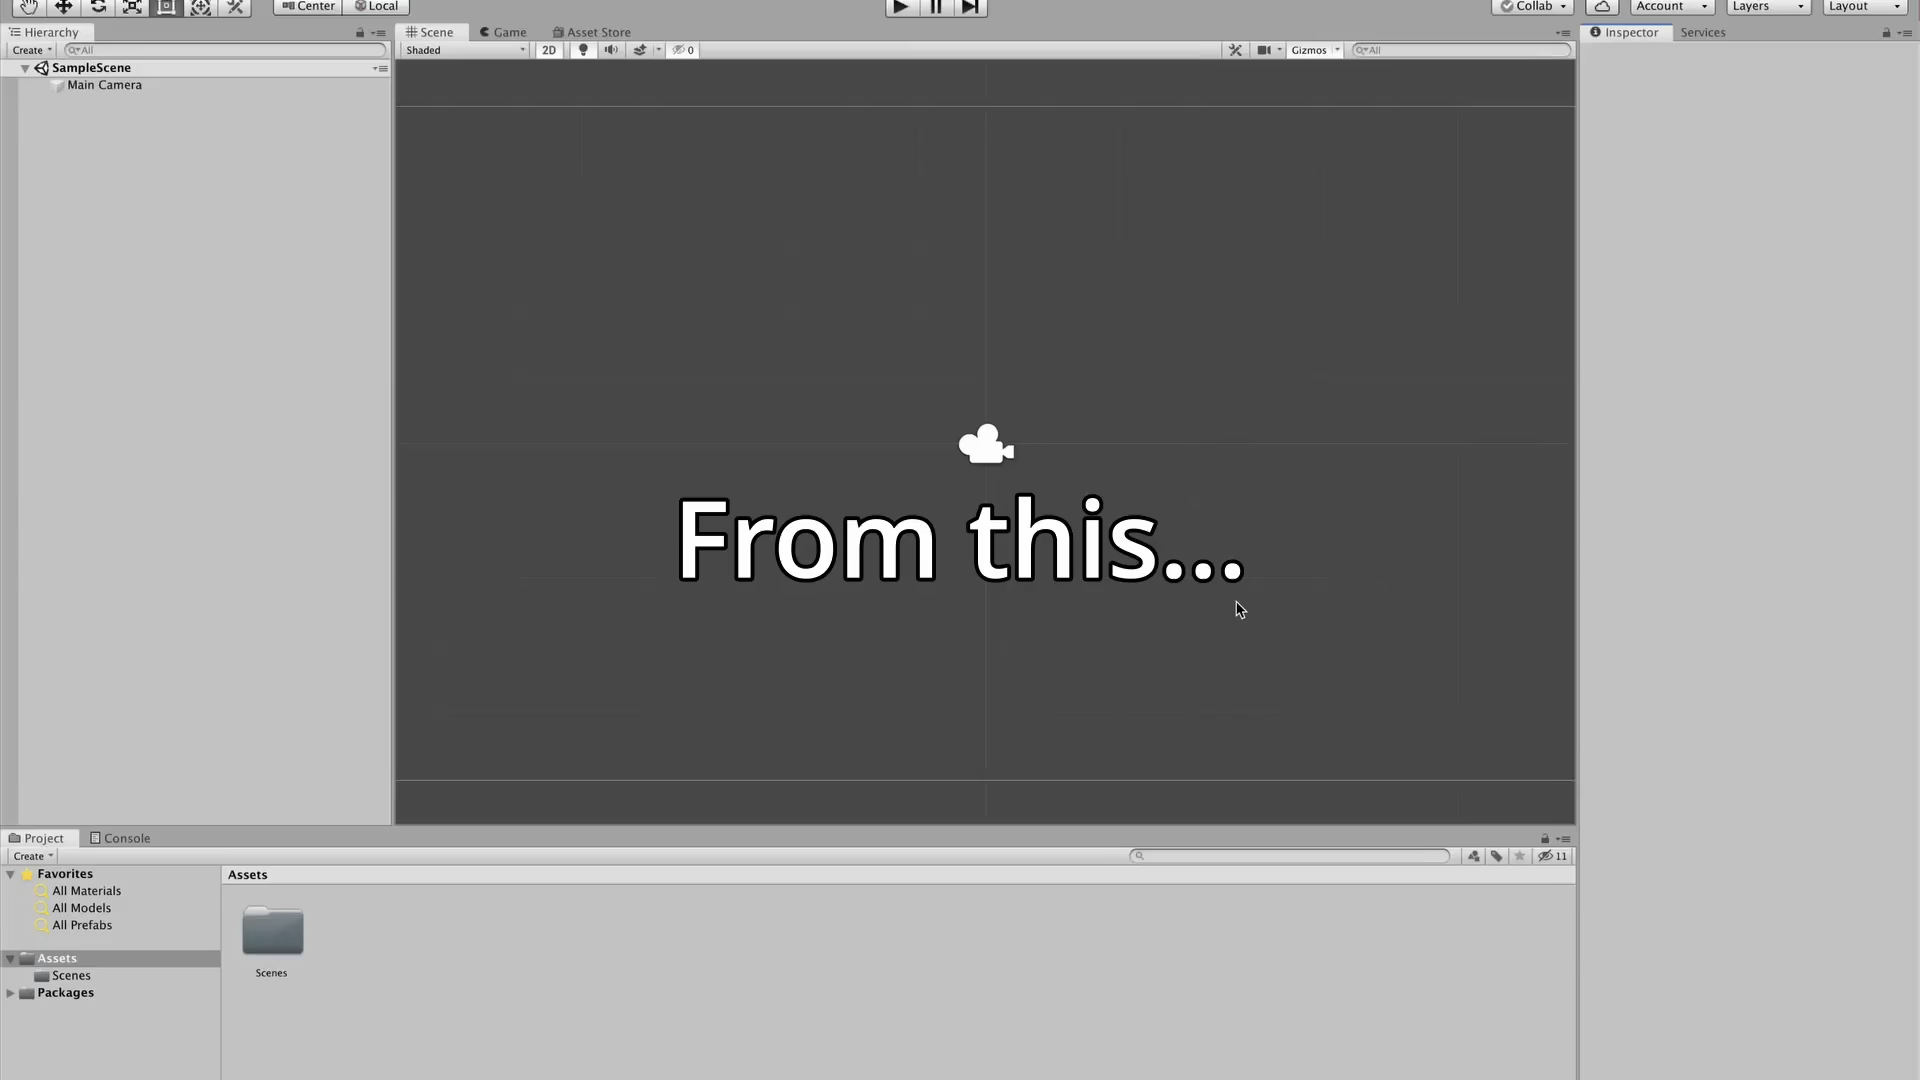 Center
Local
Collab
Account
Layers
Layout
Hierarchy
Create
All
SampleScene
Main Camera
Scene
Game
Asset Store
Shaded
2D
0
Gizmos
All
Inspector
Services
From this...
Project
Console
Create
11
Favorites
All Materials
All Models
All Prefabs
Assets
Scenes
Packages
Assets
Scenes